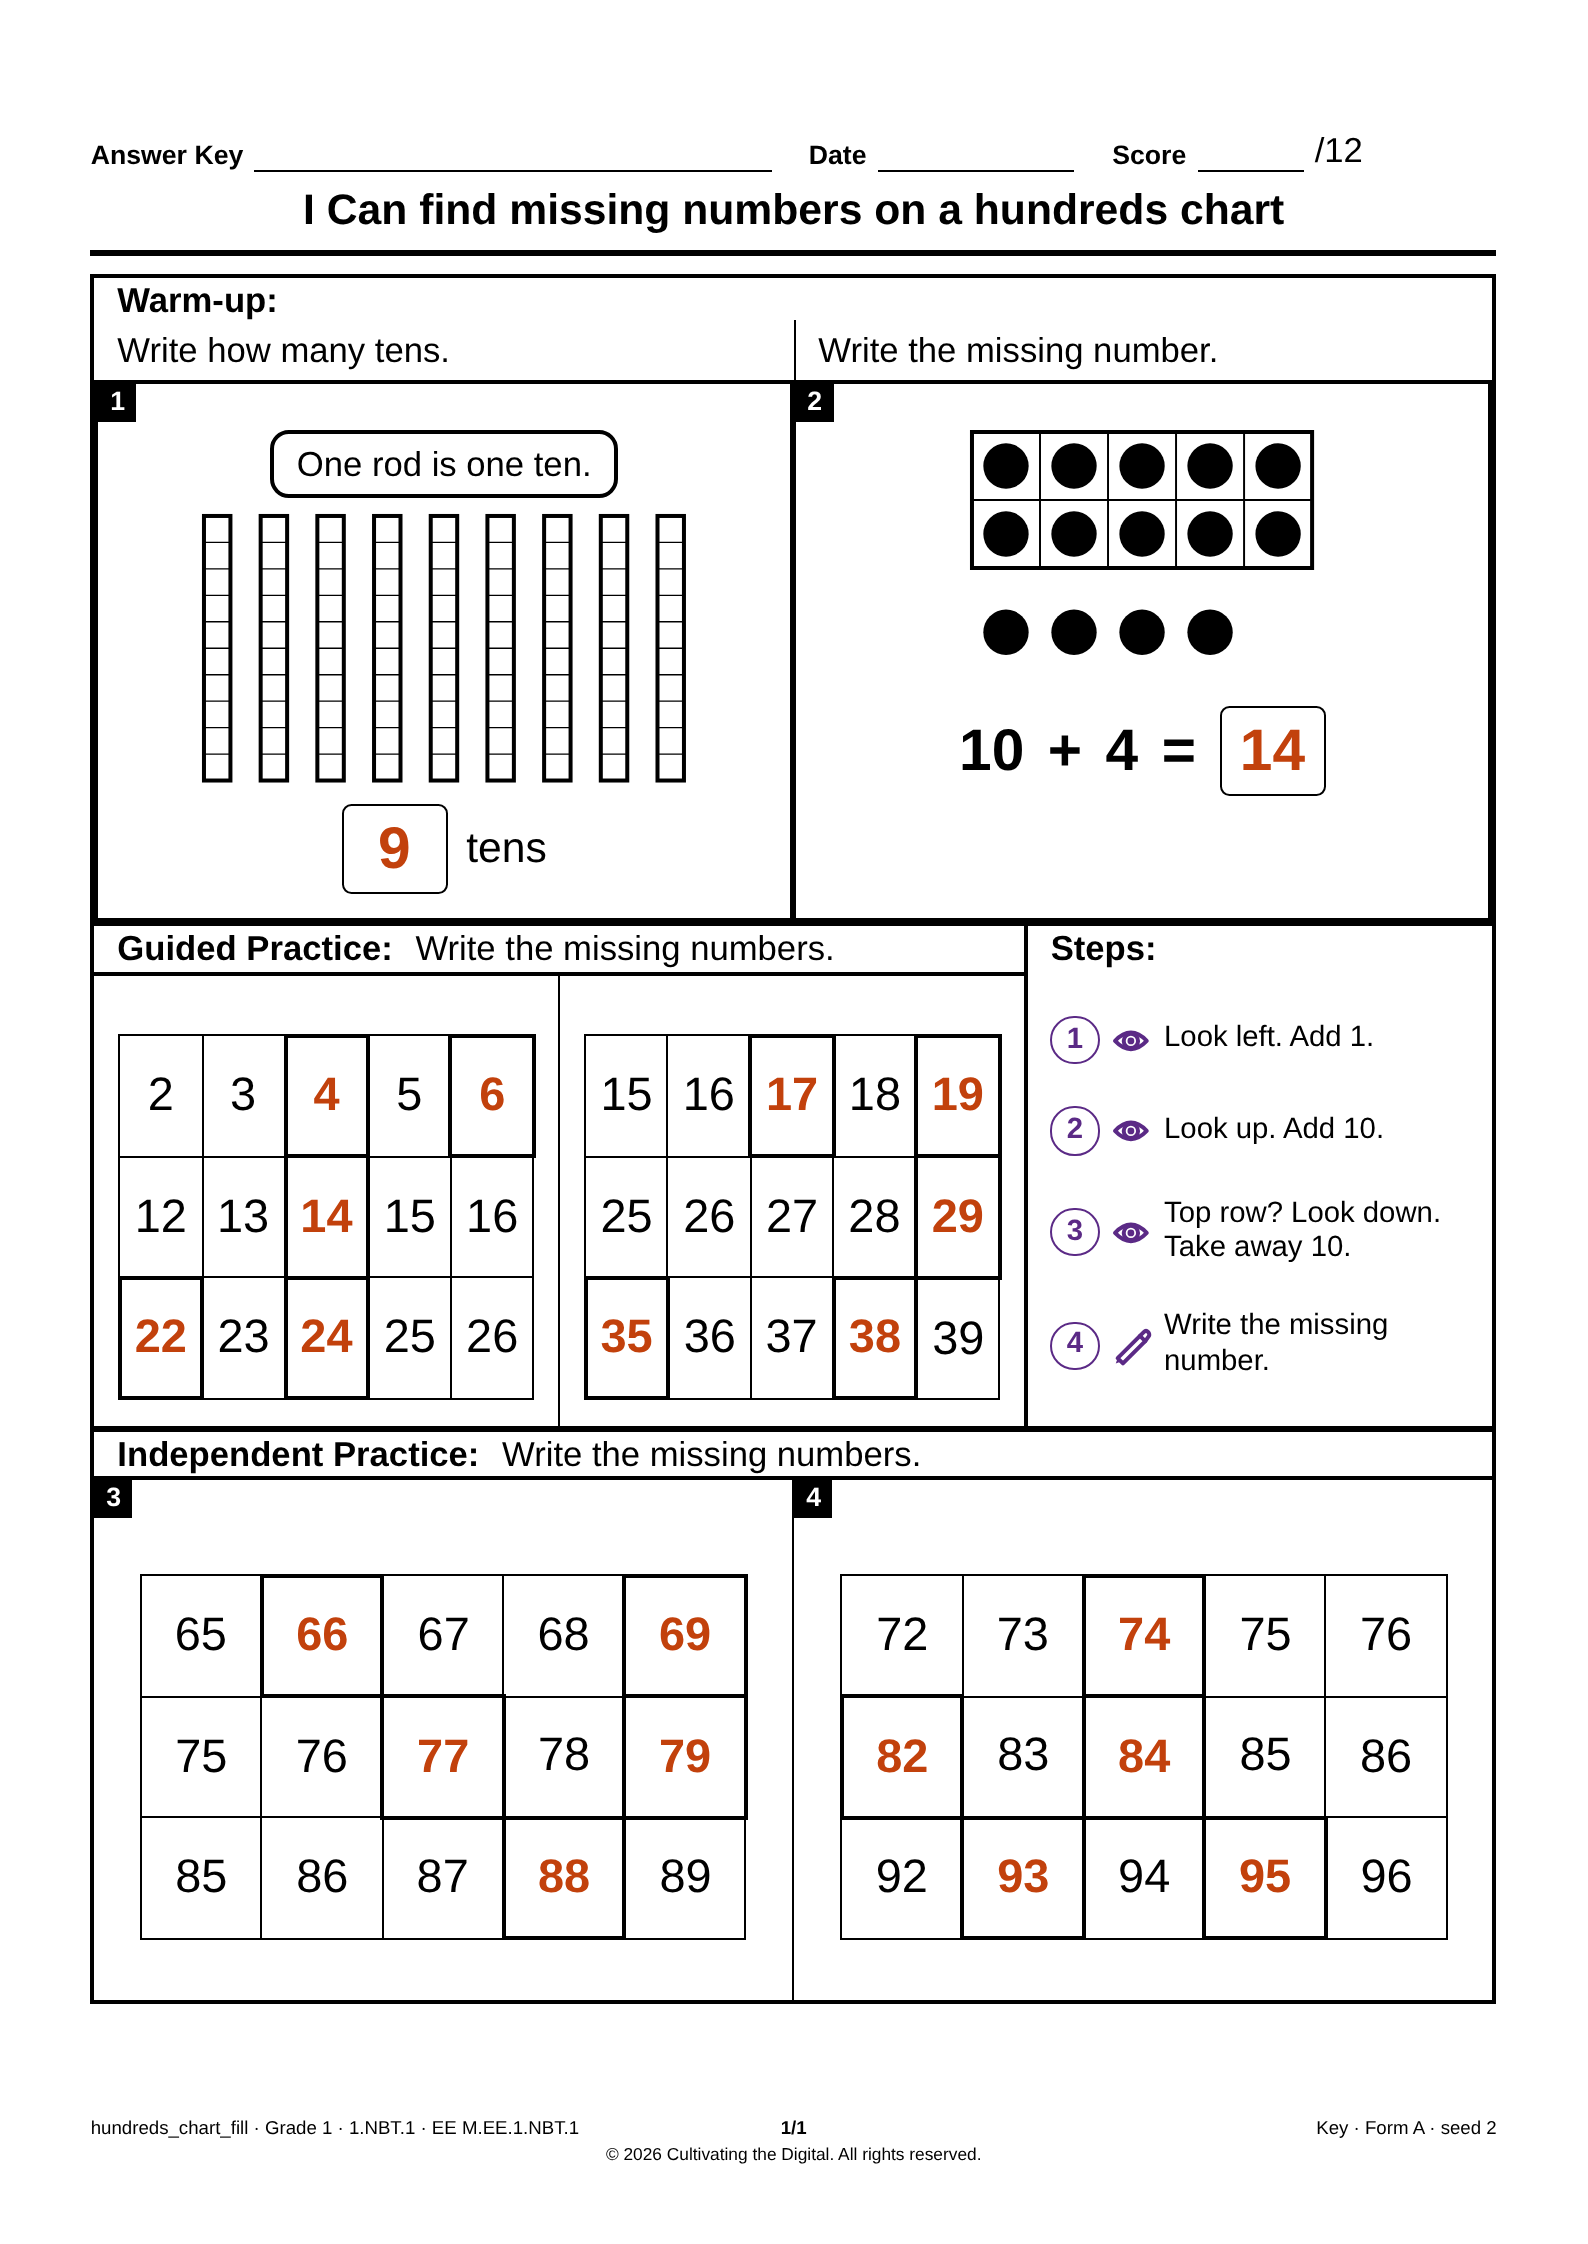 Answer Key Date Score /12
I Can find missing numbers on a hundreds chart
Warm-up:
Write how many tens. Write the missing number.
1
One rod is one ten.
9 tens
2
10 + 4 = 14
Guided Practice: Write the missing numbers.
2 3 4 5 6
12 13 14 15 16
22 23 24 25 26
15 16 17 18 19
25 26 27 28 29
35 36 37 38 39
Steps:
1 Look left. Add 1.
2 Look up. Add 10.
3 Top row? Look down.
Take away 10.
4 Write the missing
number.
Independent Practice: Write the missing numbers.
3
65 66 67 68 69
75 76 77 78 79
85 86 87 88 89
4
72 73 74 75 76
82 83 84 85 86
92 93 94 95 96
hundreds_chart_fill · Grade 1 · 1.NBT.1 · EE M.EE.1.NBT.1 1/1 Key · Form A · seed 2
© 2026 Cultivating the Digital. All rights reserved.